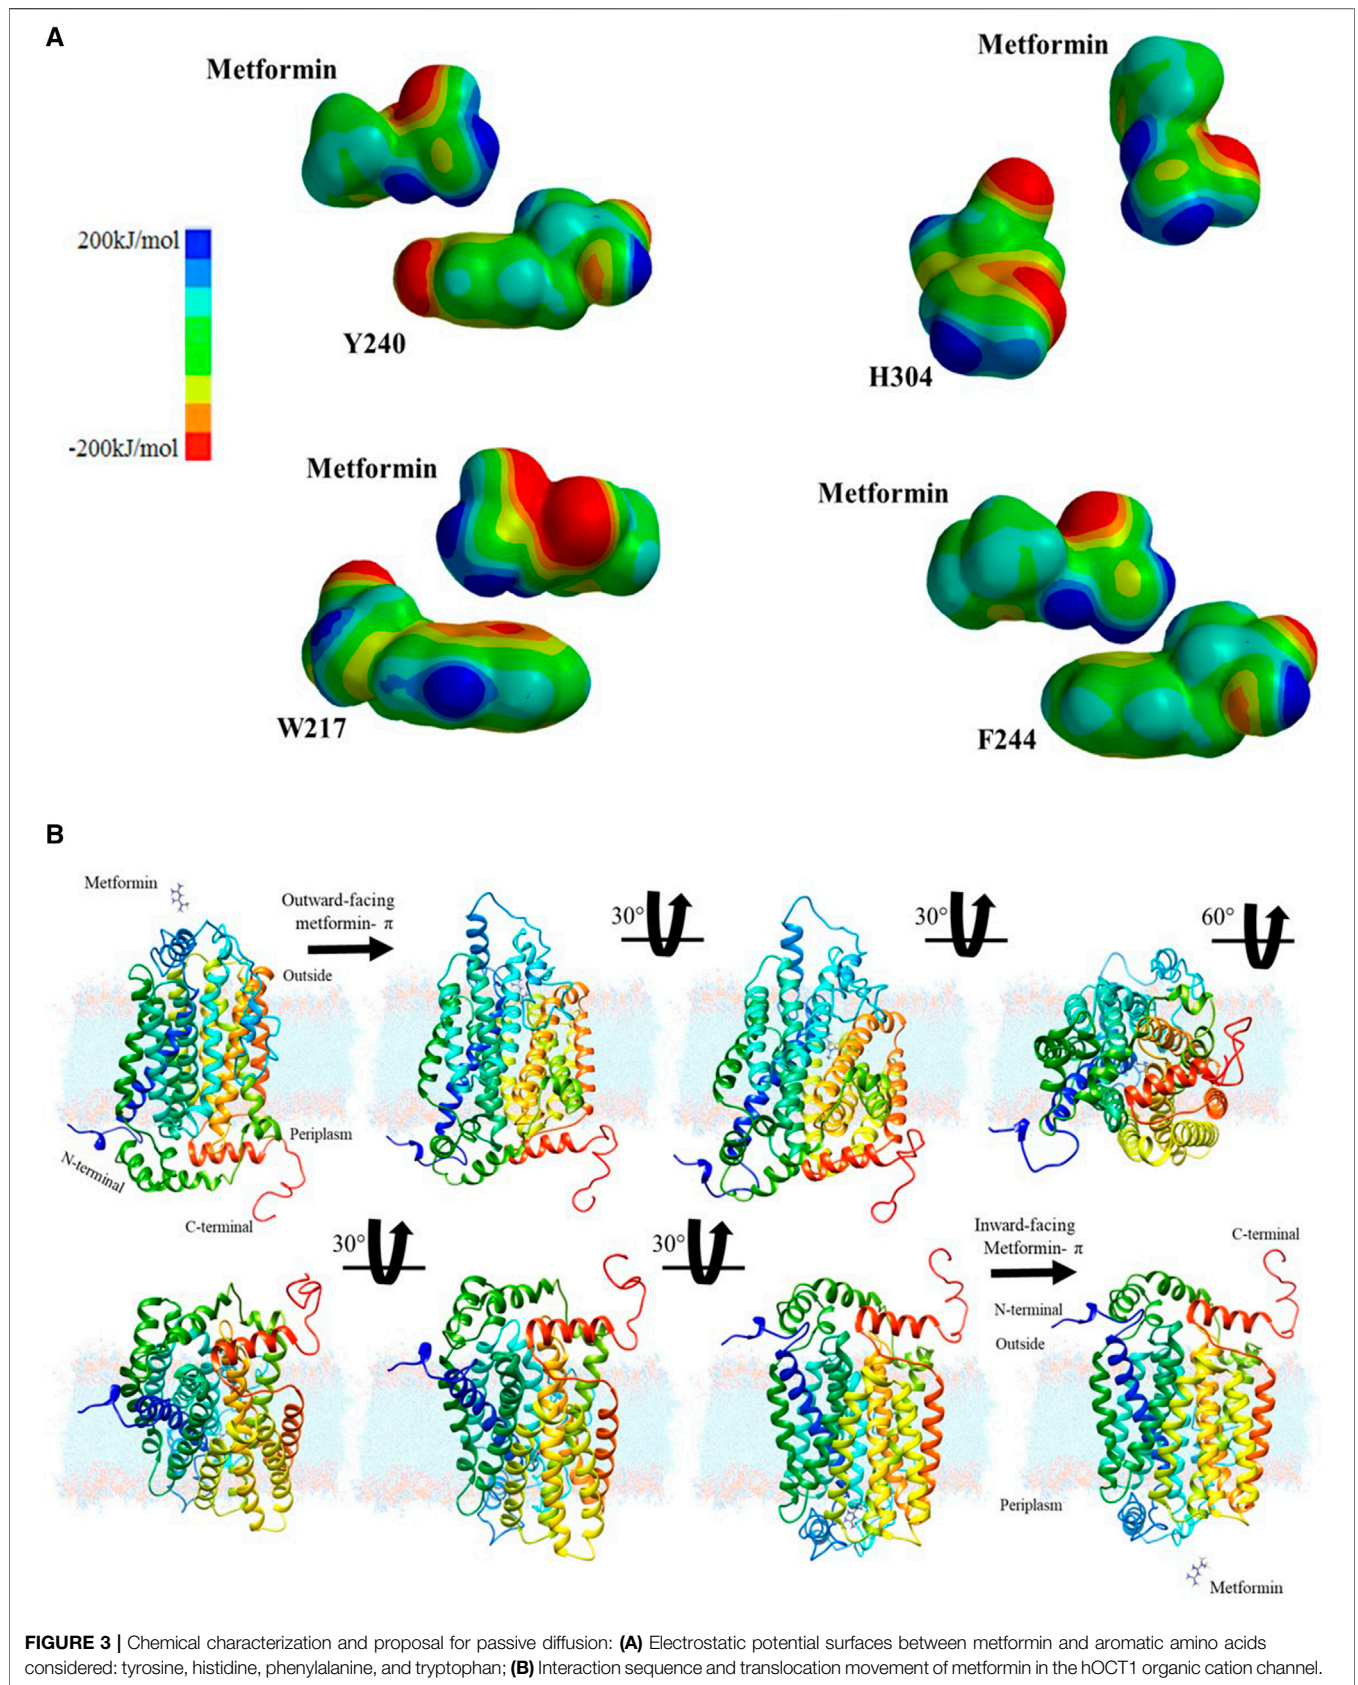 A
Metformin
Metformin
200kJ/mol
-200kJ/mol
Y240
H304
Metformin
Metformin
W217
F244
B
Metformin
Outward-facing
metformin- π
30°
30°
60°
Outside
Periplasm
N-terminal
C-terminal
30°
30°
Inward-facing
Metformin- π
C-terminal
N-terminal
Outside
Periplasm
Metformin
FIGURE 3 | Chemical characterization and proposal for passive diffusion: (A) Electrostatic potential surfaces between metformin and aromatic amino acids
considered: tyrosine, histidine, phenylalanine, and tryptophan; (B) Interaction sequence and translocation movement of metformin in the hOCT1 organic cation channel.